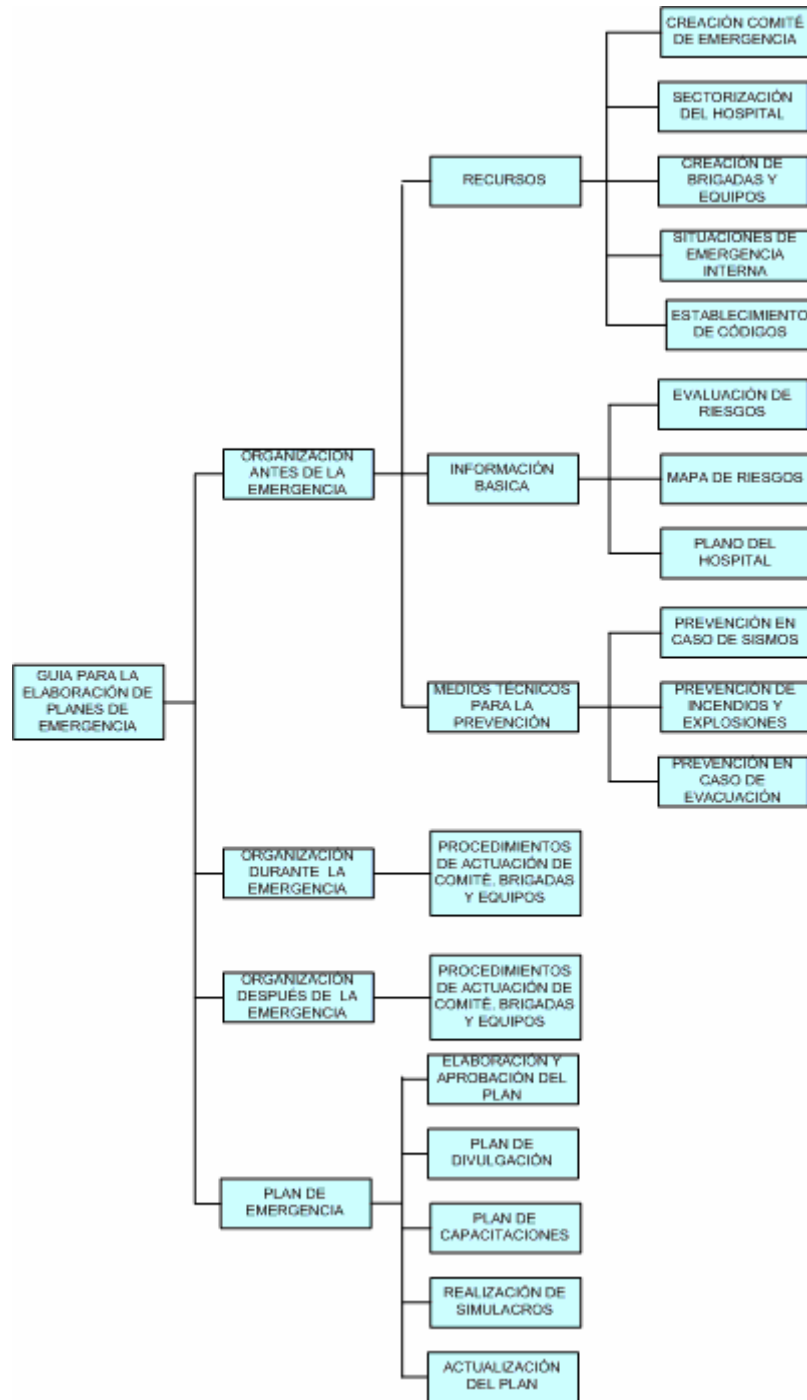 GUIA PARA LA
ELABORACIÓN DE
PLANES DE
EMERGENCIA
ORGANIZACIÓN
ANTES DE LA
EMERGENCIA
RECURSOS
CREACIÓN COMITÉ
DE EMERGENCIA
SECTORIZACIÓN
DEL HOSPITAL
CREACIÓN DE
BRIGADAS Y
EQUIPOS
SITUACIONES DE
EMERGENCIA
INTERNA
ESTABLECIMIENTO
DE CÓDIGOS
INFORMACIÓN
BASICA
EVALUACIÓN DE
RIESGOS
MAPA DE RIESGOS
PLANO DEL
HOSPITAL
MEDIOS TÉCNICOS
PARA LA
PREVENCIÓN
PREVENCIÓN EN
CASO DE SISMOS
PREVENCIÓN DE
INCENDIOS Y
EXPLOSIONES
PREVENCIÓN EN
CASO DE
EVACUACIÓN
ORGANIZACIÓN
DURANTE LA
EMERGENCIA
PROCEDIMIENTOS
DE ACTUACIÓN DE
COMITÉ, BRIGADAS
Y EQUIPOS
ORGANIZACIÓN
DESPUÉS DE LA
EMERGENCIA
PROCEDIMIENTOS
DE ACTUACIÓN DE
COMITÉ, BRIGADAS
Y EQUIPOS
PLAN DE
EMERGENCIA
ELABORACIÓN Y
APROBACIÓN DEL
PLAN
PLAN DE
DIVULGACIÓN
PLAN DE
CAPACITACIONES
REALIZACIÓN DE
SIMULACROS
ACTUALIZACIÓN
DEL PLAN